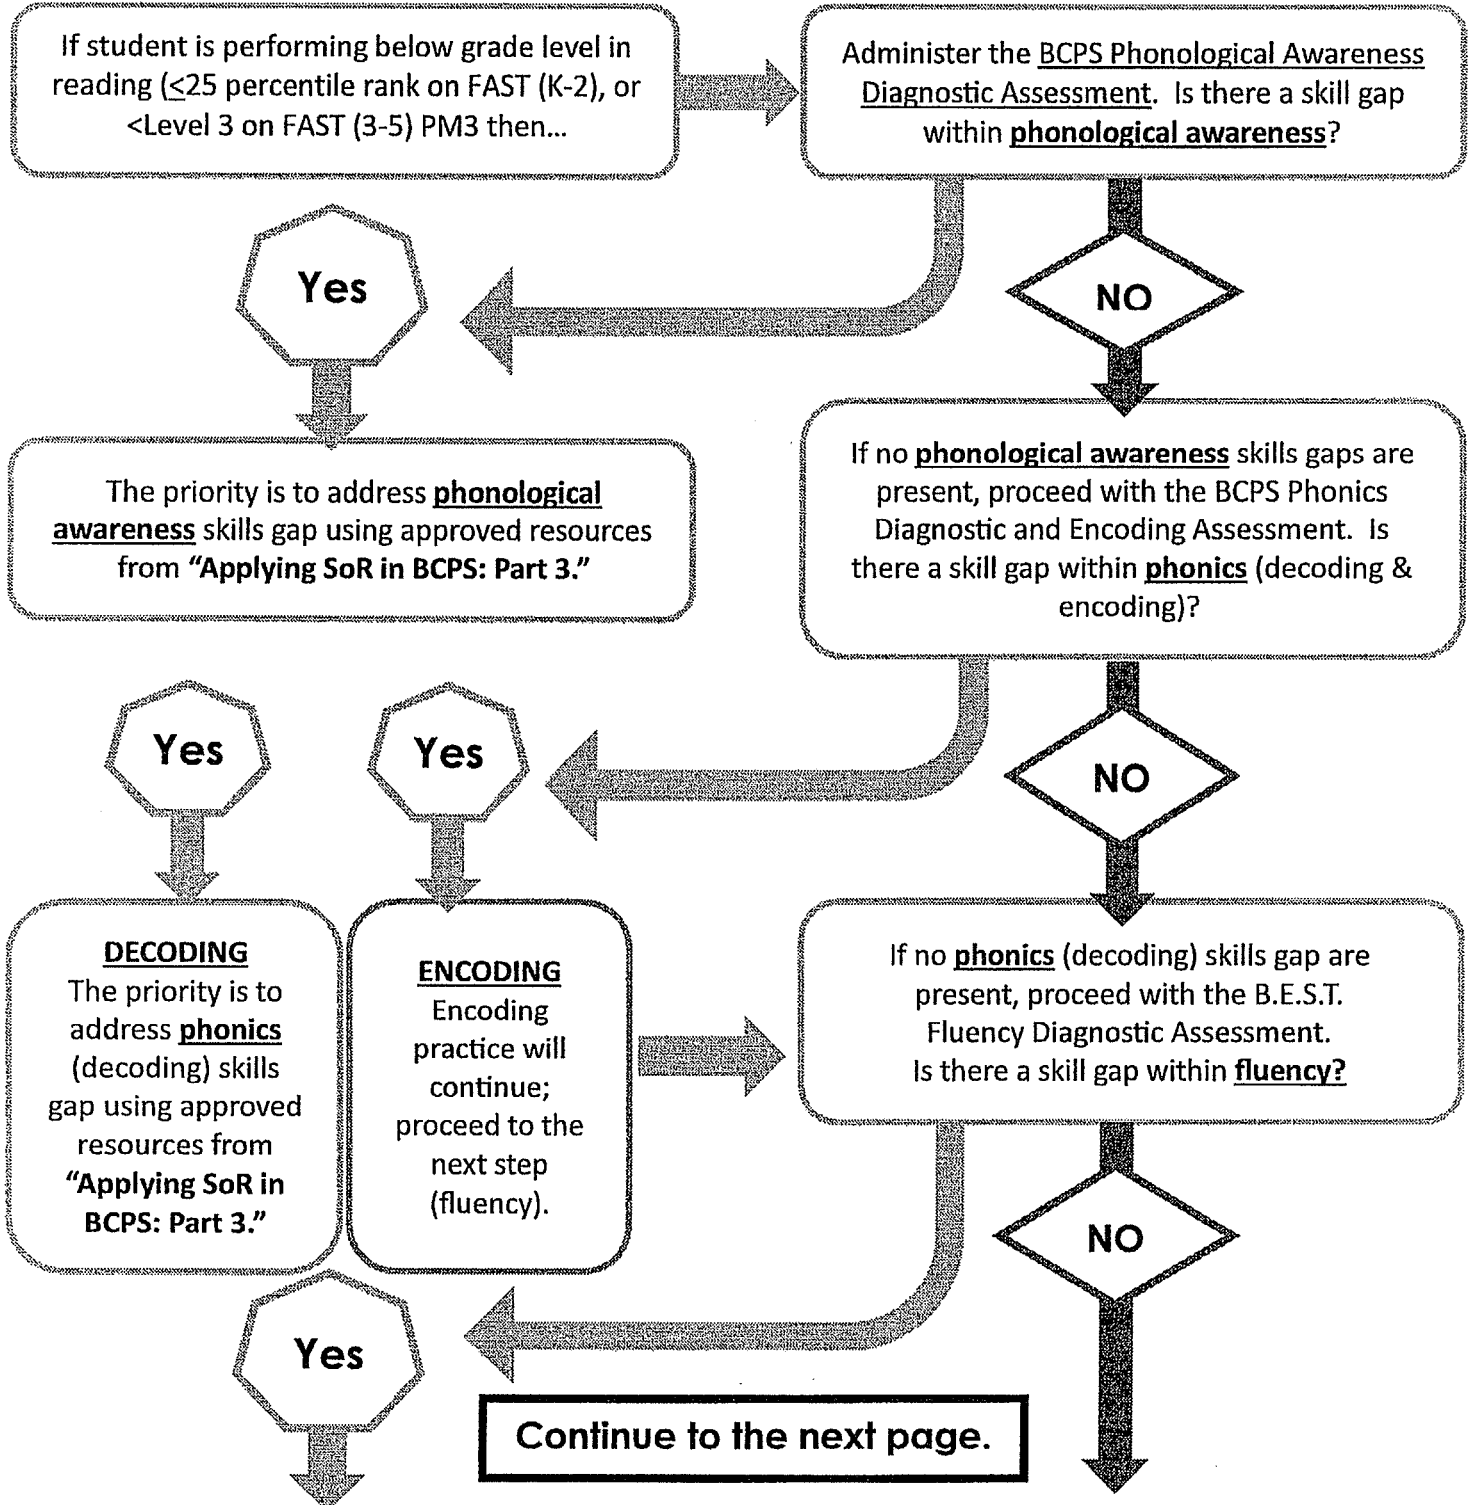 If student is performing below grade level in
reading (≤25 percentile rank on FAST (K-2), or
<Level 3 on FAST (3-5) PM3 then...
Administer the BCPS Phonological Awareness
Diagnostic Assessment. Is there a skill gap
within phonological awareness?
Yes
NO
The priority is to address phonological
awareness skills gap using approved resources
from “Applying SoR in BCPS: Part 3.”
If no phonological awareness skills gaps are
present, proceed with the BCPS Phonics
Diagnostic and Encoding Assessment. Is
there a skill gap within phonics (decoding &
encoding)?
Yes
Yes
NO
DECODING
The priority is to
address phonics
(decoding) skills
gap using approved
resources from
“Applying SoR in
BCPS: Part 3.”
ENCODING
Encoding
practice will
continue;
proceed to the
next step
(fluency).
If no phonics (decoding) skills gap are
present, proceed with the B.E.S.T.
Fluency Diagnostic Assessment.
Is there a skill gap within fluency?
NO
Yes
Continue to the next page.